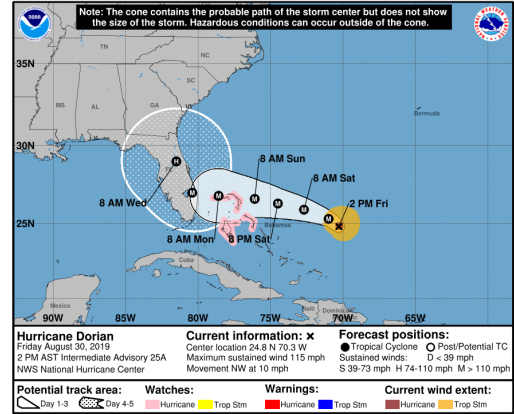 Note: The cone contains the probable path of the storm center but does not show
the size of the storm. Hazardous conditions can occur outside of the cone.
NOAA
35N
TN
NC
SC
MS
AL
GA
Bermuda
30N
8 AM Sun
H
8 AM Sat
8 AM Wed
M
M
M
M
M
M
2 PM Fri
25N
8 AM Mon
8 PM Sat
Bahamas
Cuba
Mexico
Haiti
Dominican
90W
85W
80W
75W
70W
65W
Hurricane Dorian
Friday August 30, 2019
2 PM AST Intermediate Advisory 25A
NWS National Hurricane Center
Current information: ×
Center location 24.8 N 70.3 W
Maximum sustained wind 115 mph
Movement NW at 10 mph
Forecast positions:
Tropical Cyclone Post/Potential TC
Sustained winds: D < 39 mph
S 39-73 mph H 74-110 mph M > 110 mph
Potential track area:
Day 1-3 Day 4-5
Watches:
Hurricane Trop Stm
Warnings:
Hurricane Trop Stm
Current wind extent:
Hurricane Trop Stm